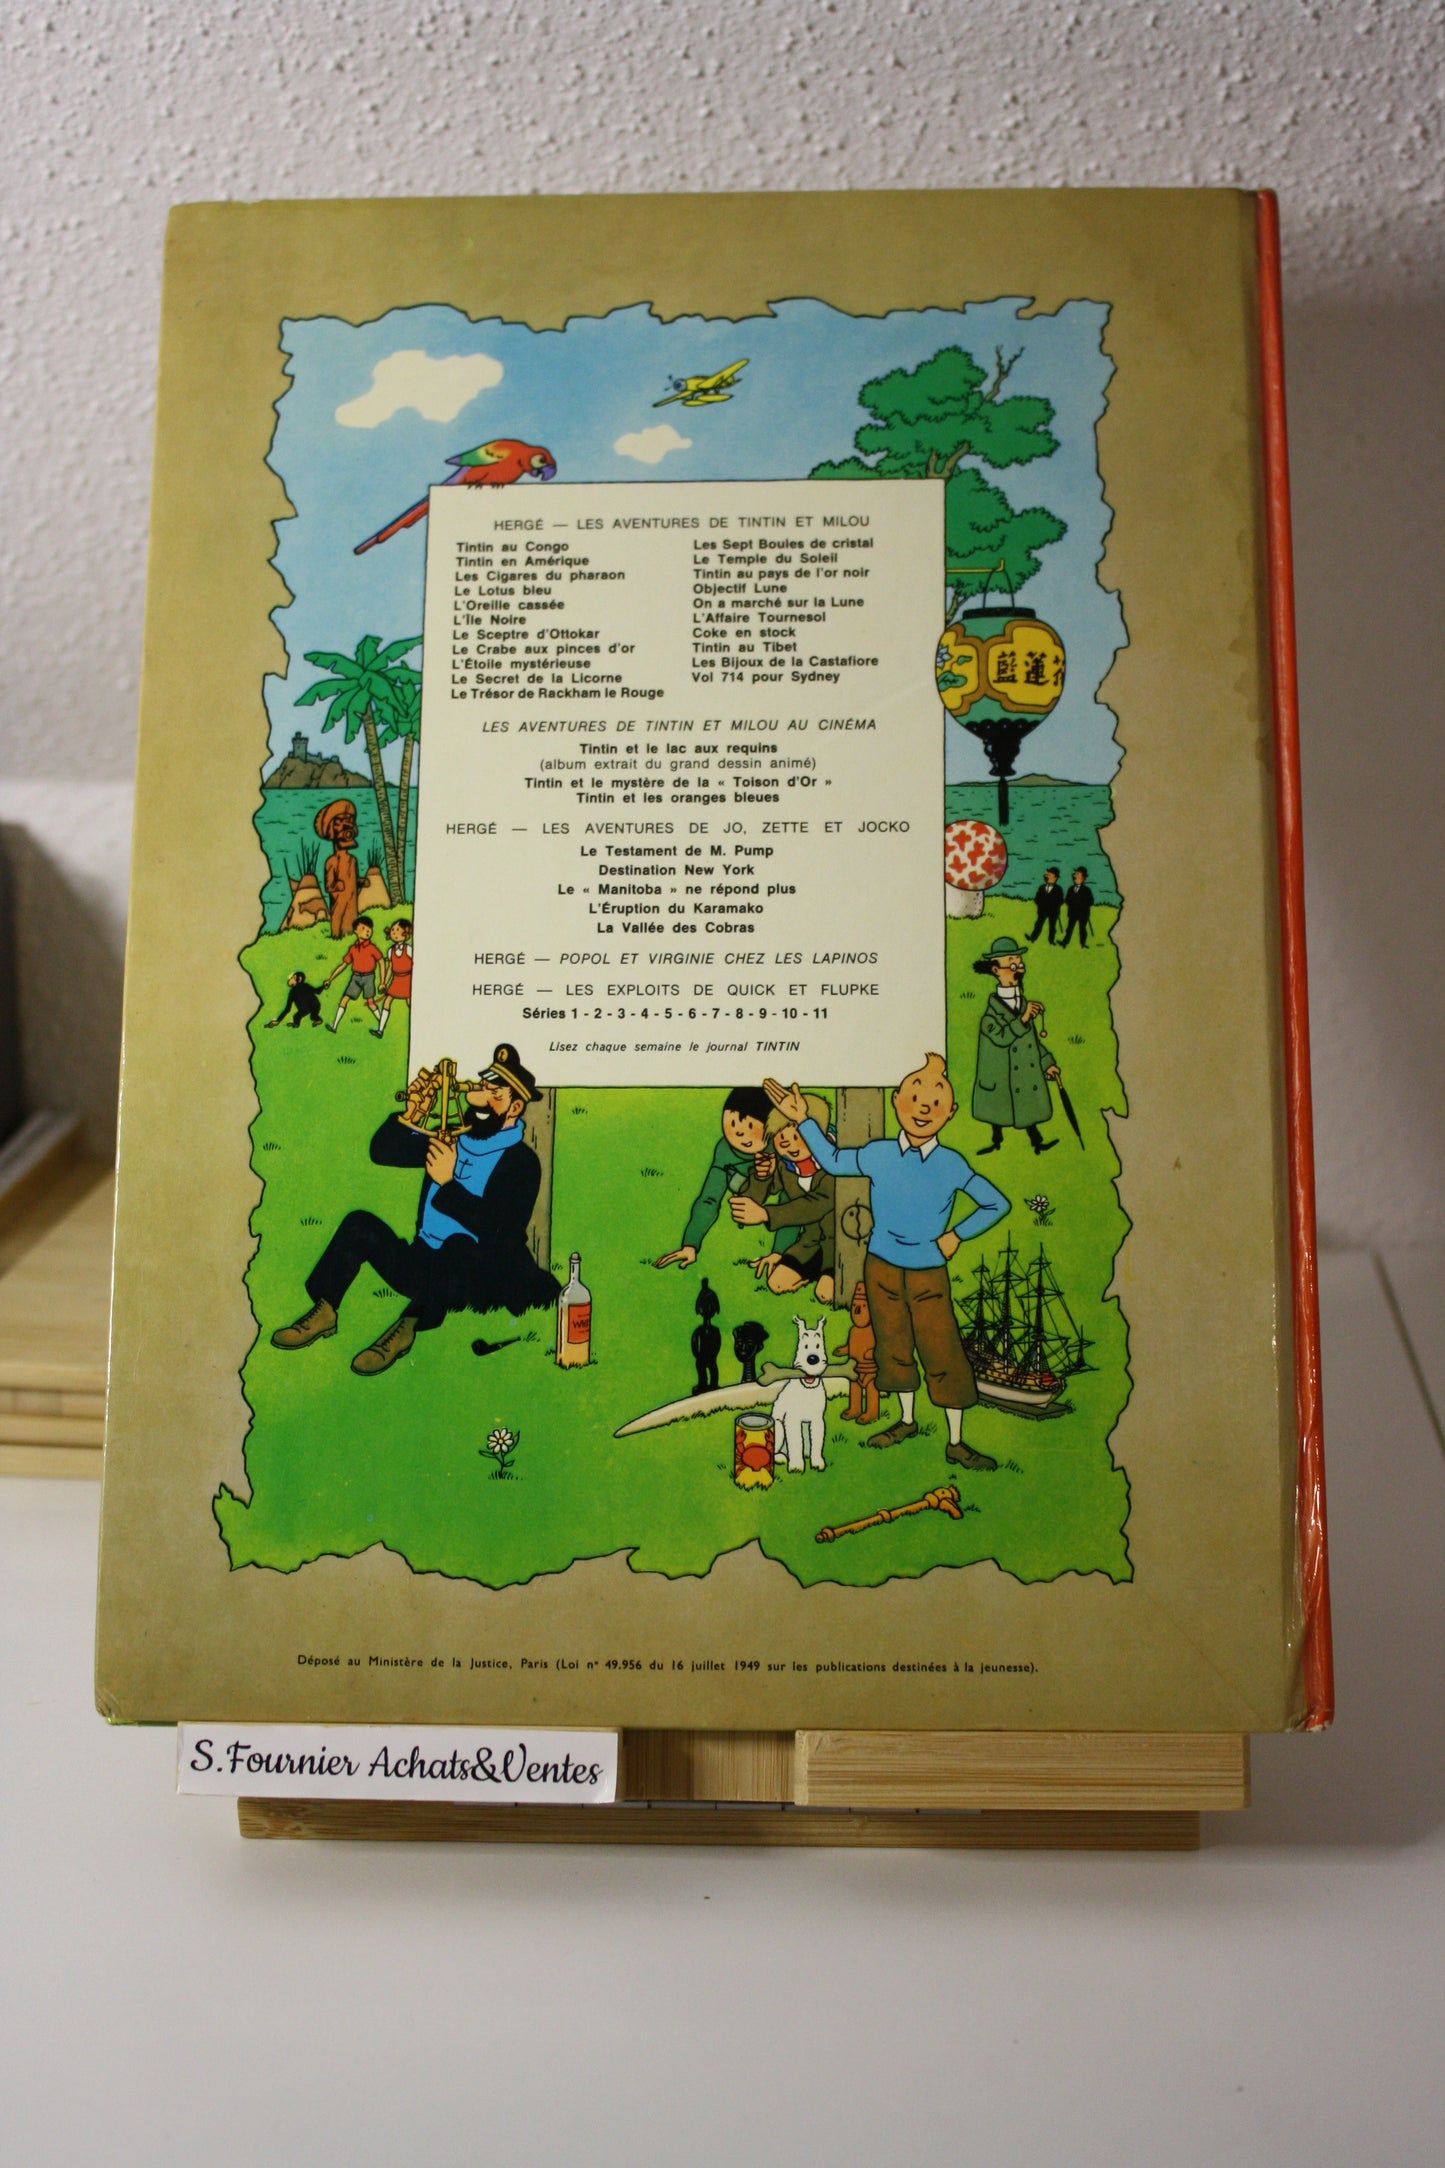 HERGÉ — LES AVENTURES DE TINTIN ET MILOU
Tintin au Congo
Tintin en Amérique
Les Cigares du pharaon
Le Lotus bleu
L'Oreille cassée
L'Île Noire
Le Sceptre d'Ottokar
Le Crabe aux pinces d'or
L'Étoile mystérieuse
Le Secret de la Licorne
Le Trésor de Rackham le Rouge
Les Sept Boules de cristal
Le Temple du Soleil
Tintin au pays de l'or noir
Objectif Lune
On a marché sur la Lune
L'Affaire Tournesol
Coke en stock
Tintin au Tibet
Les Bijoux de la Castafiore
Vol 714 pour Sydney
LES AVENTURES DE TINTIN ET MILOU AU CINÉMA
Tintin et le lac aux requins
(album extrait du grand dessin animé)
Tintin et le mystère de la « Toison d'Or »
Tintin et les oranges bleues
HERGÉ — LES AVENTURES DE JO, ZETTE ET JOCKO
Le Testament de M. Pump
Destination New York
Le « Manitoba » ne répond plus
L'Éruption du Karamako
La Vallée des Cobras
HERGÉ — POPOL ET VIRGINIE CHEZ LES LAPINOS
HERGÉ — LES EXPLOITS DE QUICK ET FLUPKE
Séries 1 - 2 - 3 - 4 - 5 - 6 - 7 - 8 - 9 - 10 - 11
Lisez chaque semaine le journal TINTIN
藍蓮
Déposé au Ministère de la Justice, Paris (Loi n° 49.956 du 16 juillet 1949 sur les publications destinées à la jeunesse).
S.Fournier Achats&Ventes